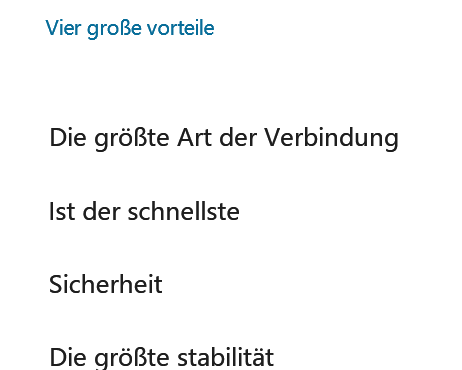 Vier große vorteile
Die größte Art der Verbindung
Ist der schnellste
Sicherheit
Die größte stabilität